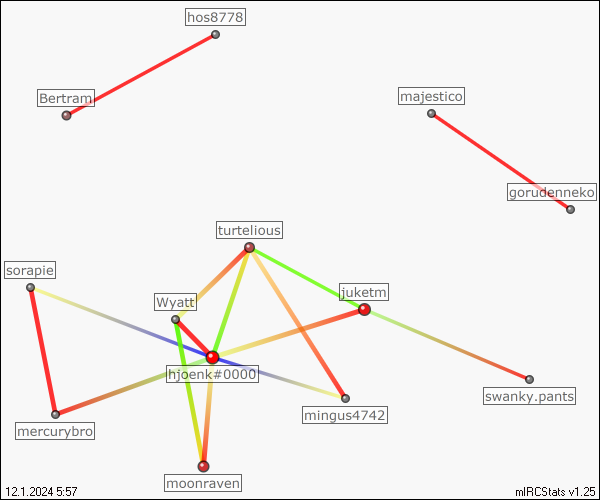 hos8778
Bertram
majestico
gorudenneko
turtelious
sorapie
juketm
Wyatt
hjoenk#0000
swanky.pants
mingus4742
mercurybro
moonraven
12.1.2024 5:57
mIRCStats v1.25